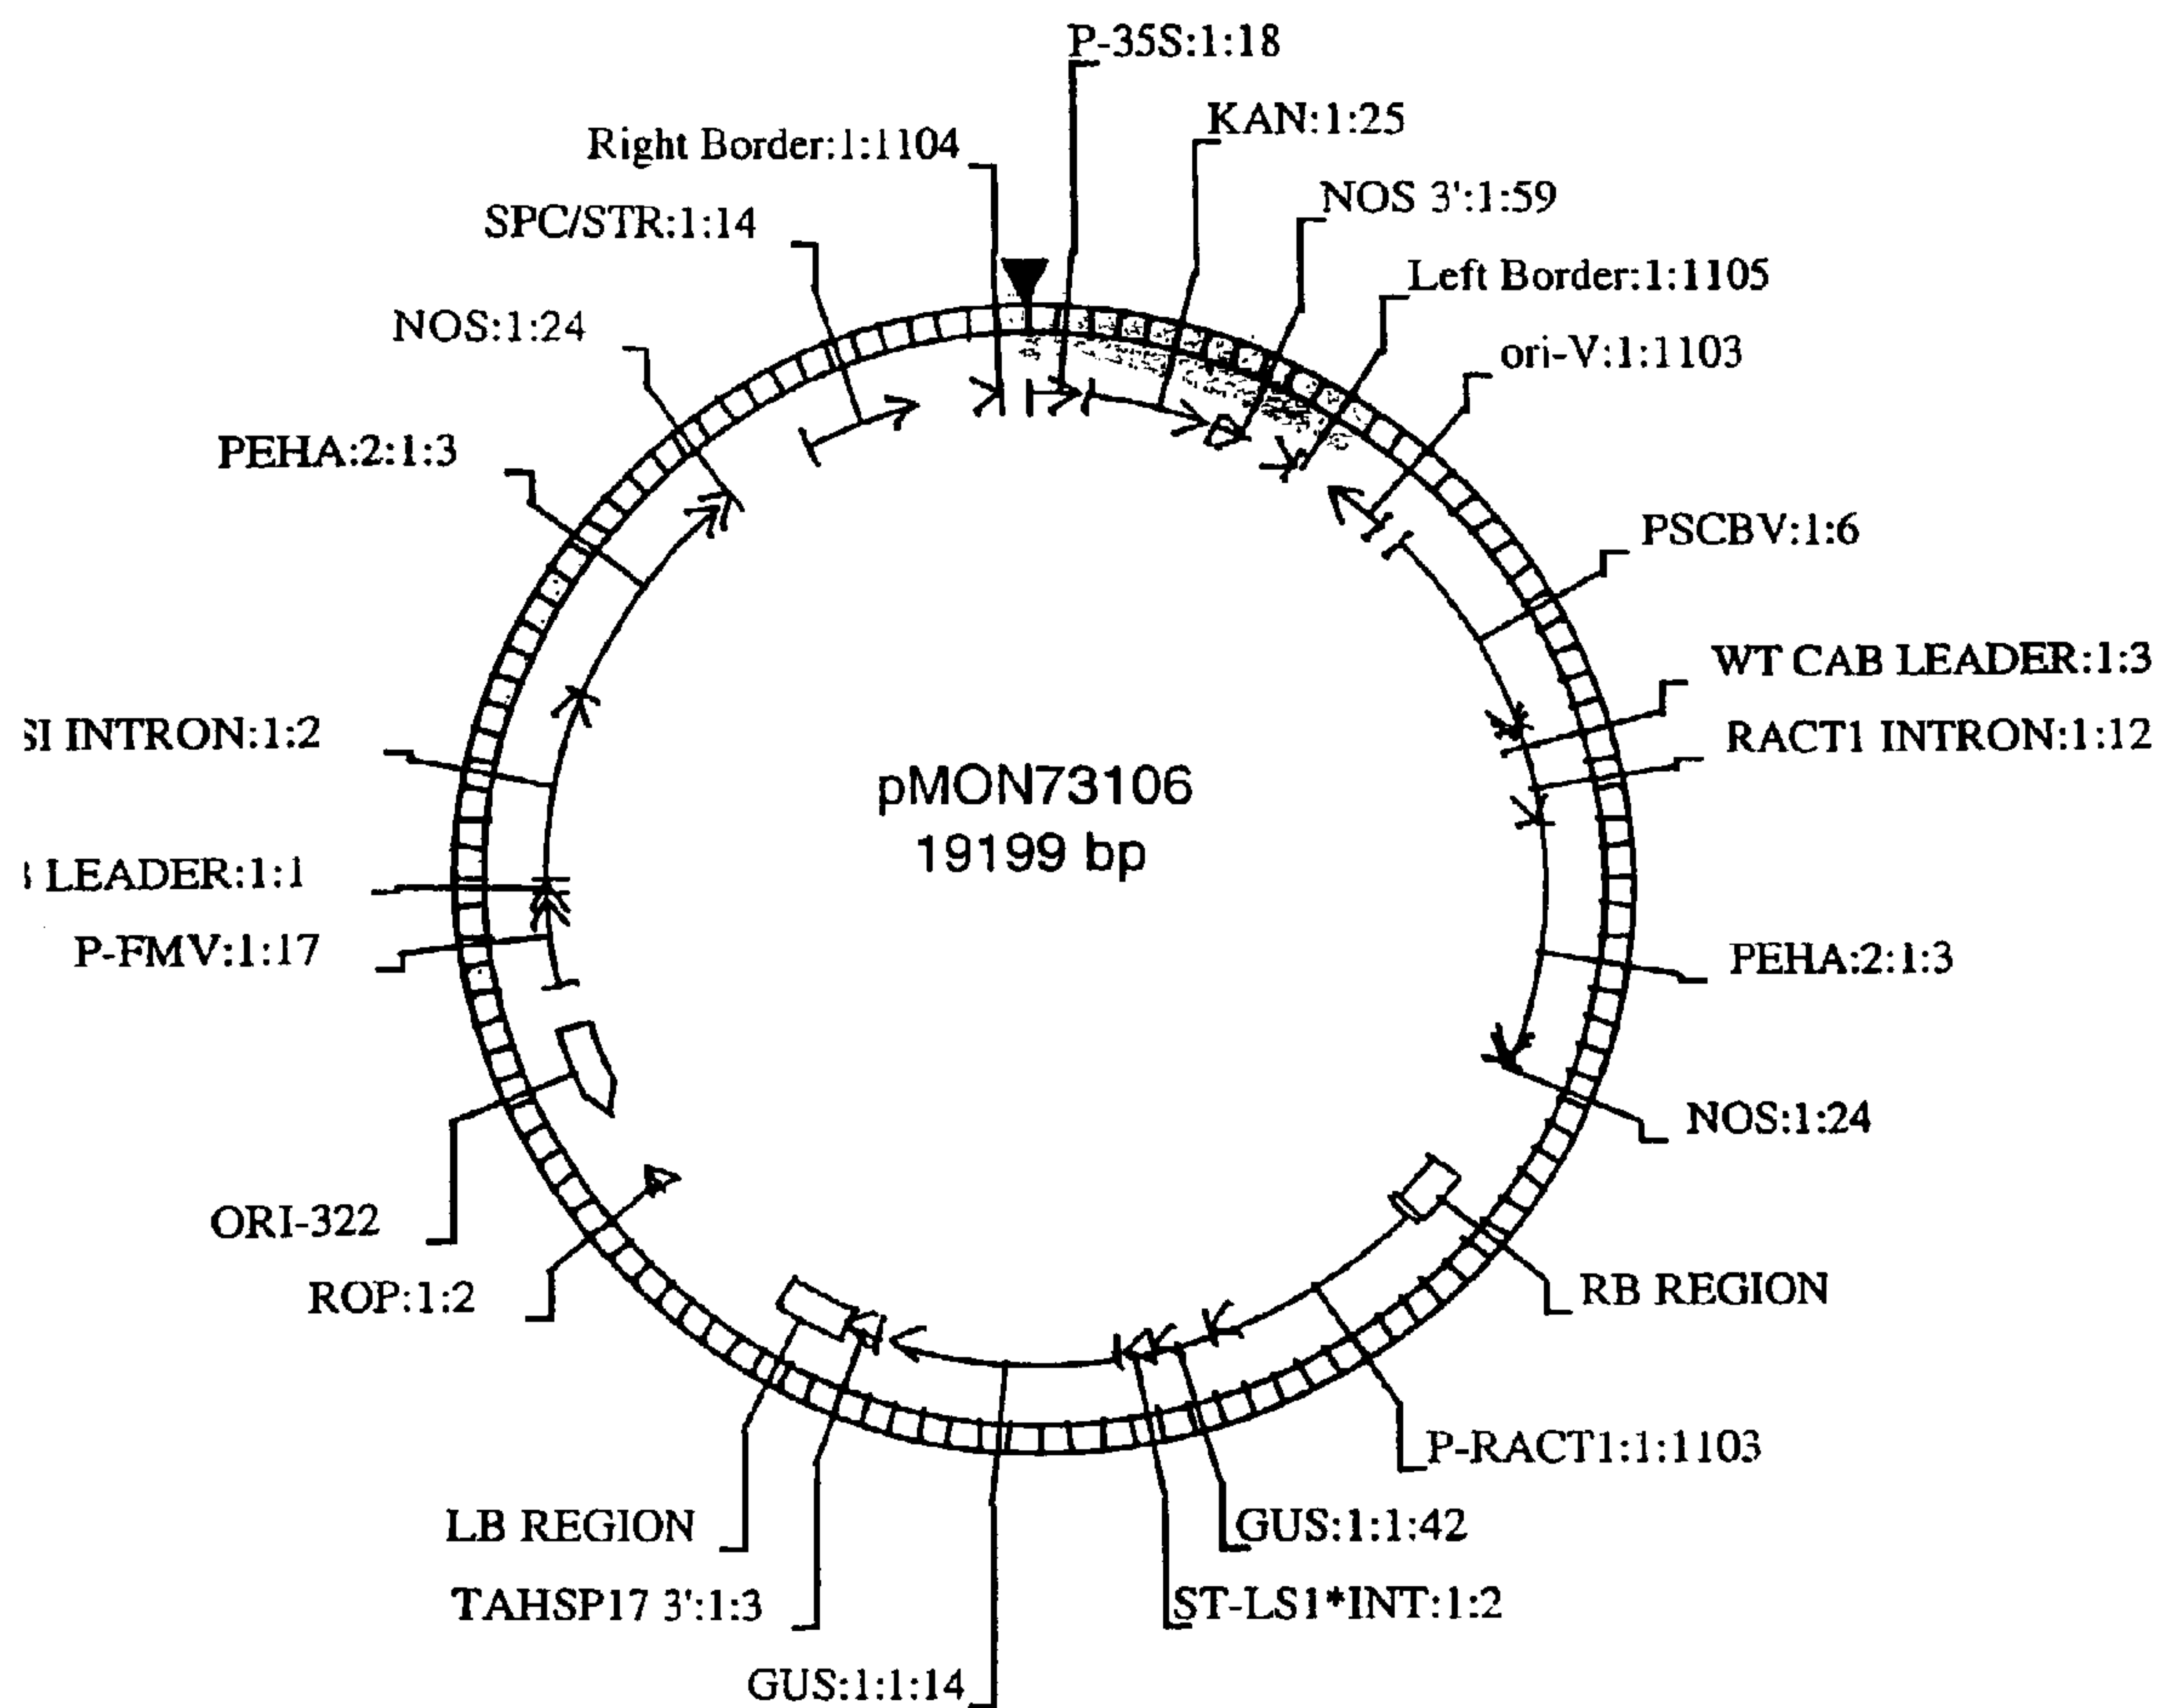 P-35S:1:18
KAN:1:25
Right Border:1:1104
NOS 3':1:59
SPC/STR:1:14
Left Border:1:1105
NOS:1:24
ori-V:1:1103
PEHA:2:1:3
PSCBV:1:6
WT CAB LEADER:1:3
INTRON:1:2
RACT1 INTRON:1:12
pMON73106
19199 bp
LEADER:1:1
P-FMV:1:17
PEHA:2:1:3
NOS:1:24
ORI-322
ROP:1:2
RB REGION
P-RACT1:1:1103
LB REGION
GUS:1:1:42
TAHSP17 3':1:3
ST-LS1*INT:1:2
GUS:1:1:14